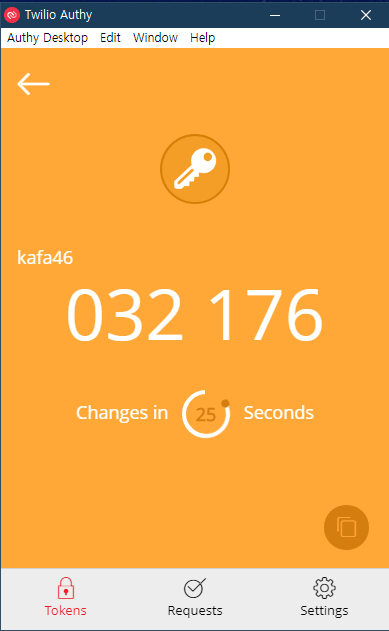 Twilio Authy
Authy Desktop Edit Window Help
kafa46
032 176
Changes in 25 Seconds
Tokens Requests Settings